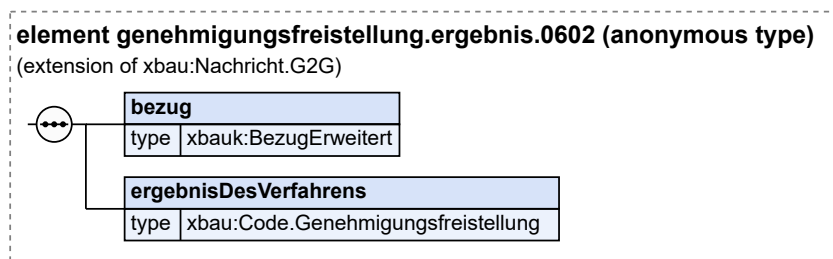 element genehmigungsfreistellung.ergebnis.0602 (anonymous type)
(extension of xbau:Nachricht.G2G)
bezug
type xbauk:BezugErweitert
ergebnisDesVerfahrens
type xbau:Code.Genehmigungsfreistellung